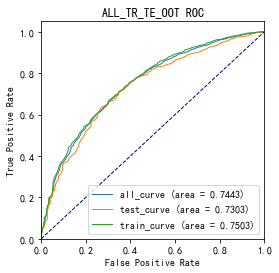 ALL_TR_TE_OOT ROC
True Positive Rate
1.0
0.8
0.6
0.4
0.2
0.0
all_curve (area = 0.7443)
test_curve (area = 0.7303)
train_curve (area = 0.7503)
0.0 0.2 0.4 0.6 0.8 1.0
False Positive Rate